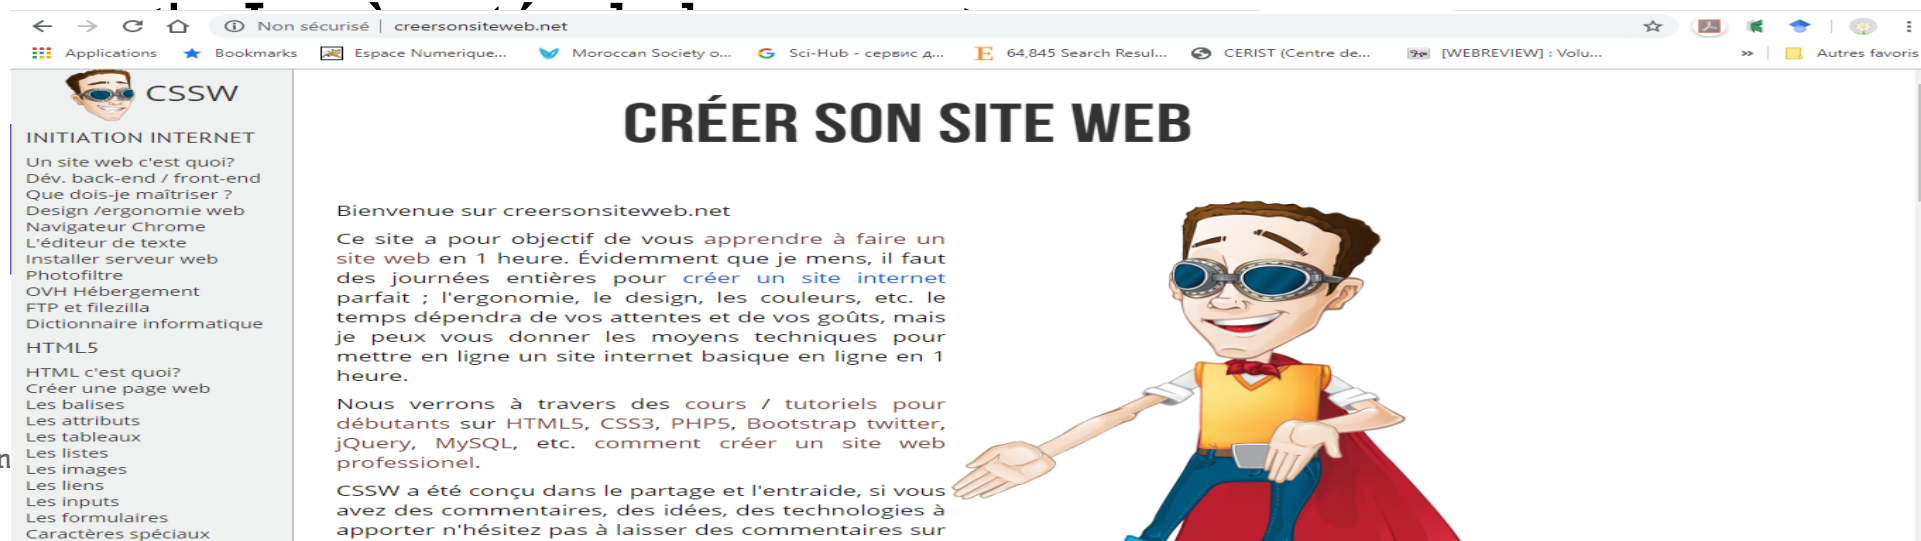 Non sécurisé | creersonsiteweb.net
Applications Bookmarks Espace Numerique... Moroccan Society o... Sci-Hub - сервис д... 64,845 Search Resul... CERIST (Centre de... [WEBREVIEW] : Volu... » Autres favoris
CSSW
INITIATION INTERNET
Un site web c'est quoi?
Dév. back-end / front-end
Que dois-je maîtriser ?
Design /ergonomie web
Navigateur Chrome
L'éditeur de texte
Installer serveur web
Photofiltre
OVH Hébergement
FTP et filezilla
Dictionnaire informatique
HTML5
HTML c'est quoi?
Créer une page web
Les balises
Les attributs
Les tableaux
Les listes
Les images
Les liens
Les inputs
Les formulaires
Caractères spéciaux
CRÉER SON SITE WEB
Bienvenue sur creersonsiteweb.net
Ce site a pour objectif de vous apprendre à faire un
site web en 1 heure. Évidemment que je mens, il faut
des journées entières pour créer un site internet
parfait ; l'ergonomie, le design, les couleurs, etc. le
temps dépendra de vos attentes et de vos goûts, mais
je peux vous donner les moyens techniques pour
mettre en ligne un site internet basique en ligne en 1
heure.
Nous verrons à travers des cours / tutoriels pour
débutants sur HTML5, CSS3, PHP5, Bootstrap twitter,
jQuery, MySQL, etc. comment créer un site web
professionel.
CSSW a été conçu dans le partage et l'entraide, si vous
avez des commentaires, des idées, des technologies à
apporter n'hésitez pas à laisser des commentaires sur